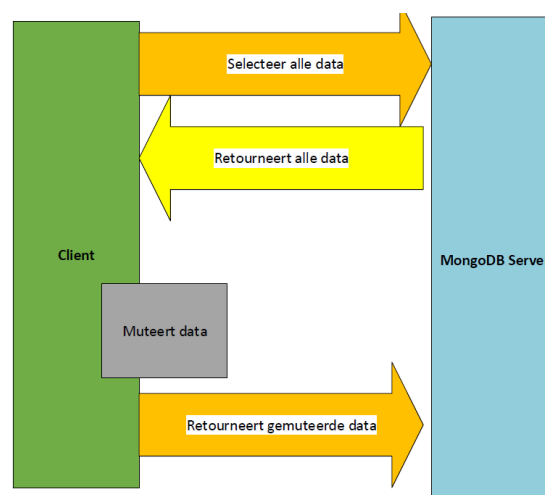 Selecteer alle data
Retourneert alle data
Client
MongoDB Serve
Muteert data
Retourneert gemuteerde data